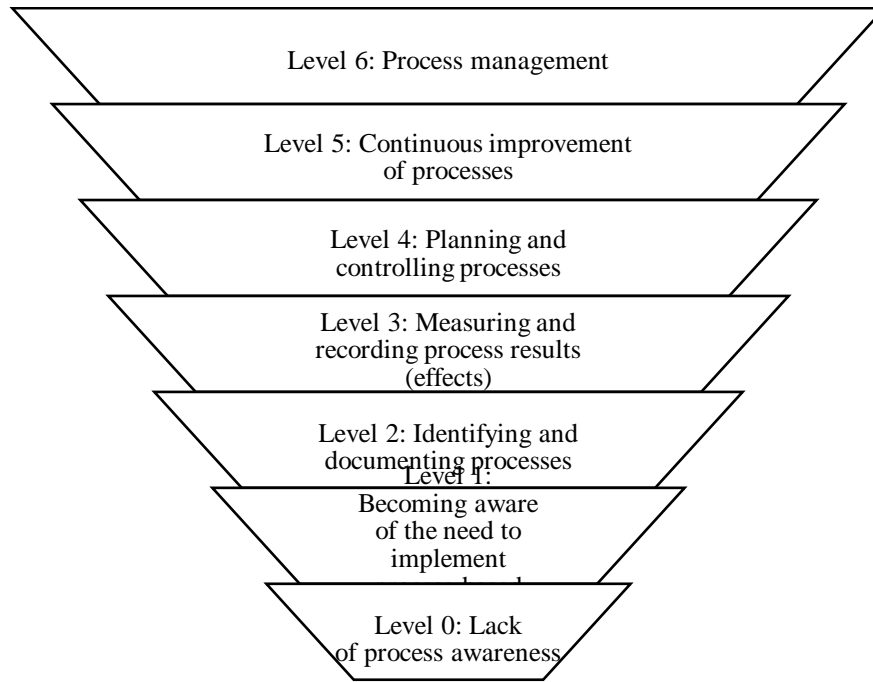 Level 6: Process management
Level 5: Continuous improvement
of processes
Level 4: Planning and
controlling processes
Level 3: Measuring and
recording process results
(effects)
Level 2: Identifying and
documenting processes
Level 1:
Becoming aware
of the need to
implement
Level 0: Lack
of process awareness